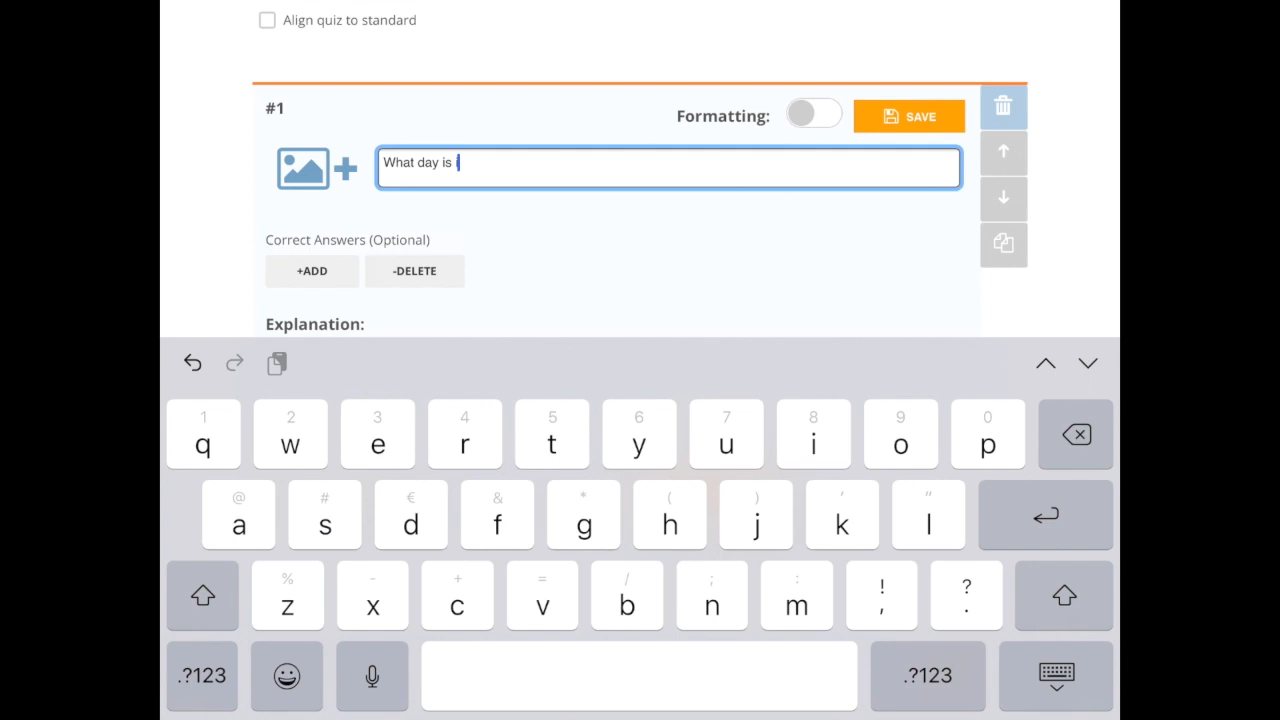 Align quiz to standard
#1
Formatting:
SAVE
What day is i
Correct Answers (Optional)
+ADD
-DELETE
Explanation:
1 2 3 4 5 6 7 8 9 0
q w e r t y u i o p
@ # € & * ( ) ' "
a s d f g h j k l
% - + = / ; : ! ?
z x c v b n m , .
.?123 .?123